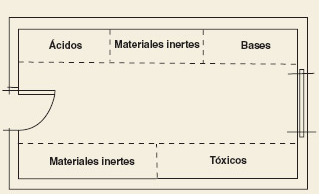 Ácidos
Materiales inertes
Bases
Materiales inertes
Tóxicos